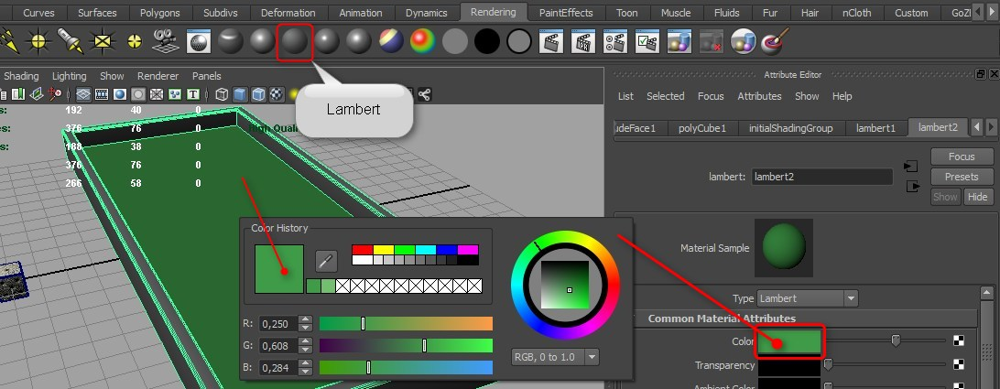 Curves Surfaces Polygons Subdivs Deformation Animation Dynamics Rendering PaintEffects Toon Muscle Fluids Fur Hair nCloth Custom GoZ
IPR
Lambert
Shading Lighting Show Renderer Panels
192 40 0
376 76 0
188 38 0
376 76 0
266 58 0
High Quali
Color History
R: 0,250
G: 0,608
B: 0,284
RGB, 0 to 1.0
Attribute Editor
List Selected Focus Attributes Show Help
udeFace1 polyCube1 initialShadingGroup lambert1 lambert2
lambert: lambert2
Focus
Presets
Show Hide
Material Sample
Type Lambert
Common Material Attributes
Color
Transparency
Ambient Color